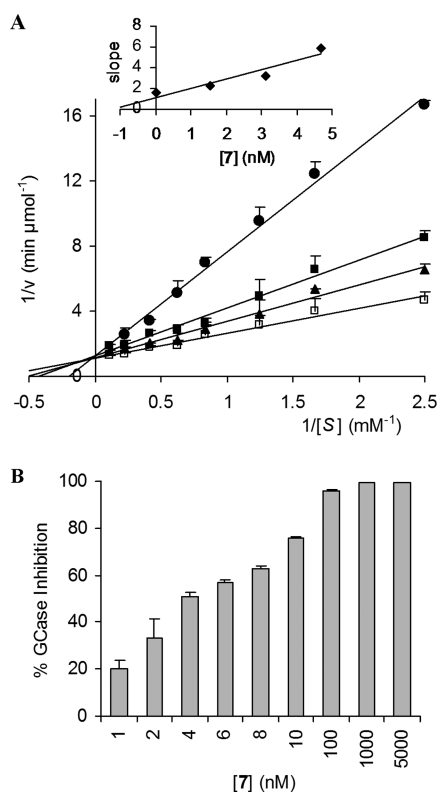 A
8
6
4
2
0
slope
-1 0 1 2 3 4 5
[7] (nM)
16
12
8
4
0
1/v (min µmol⁻¹)
-0.5 0 0.5 1 1.5 2 2.5
1/[S] (mM⁻¹)
B
100
80
60
40
20
0
% GCase Inhibition
1 2 4 6 8 10 100 1000 5000
[7] (nM)